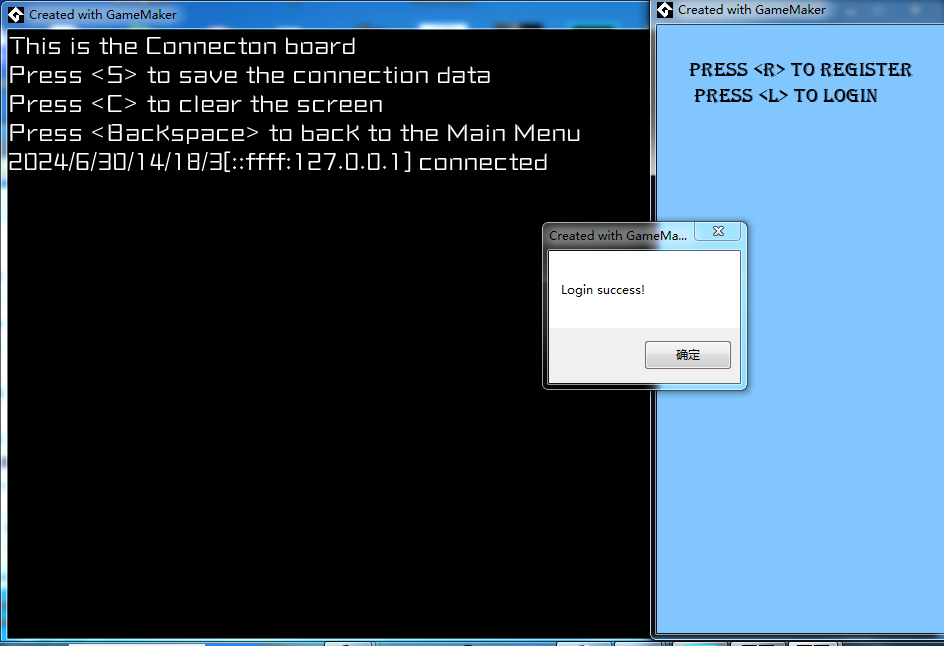 Created with GameMaker
This is the Connecton board
Press <S> to save the connection data
Press <C> to clear the screen
Press <Backspace> to back to the Main Menu
2024/6/30/14/18/3[::ffff:127.0.0.1] connected
Created with GameMaker
PRESS <R> TO REGISTER
PRESS <L> TO LOGIN
Created with GameMa...
Login success!
确定